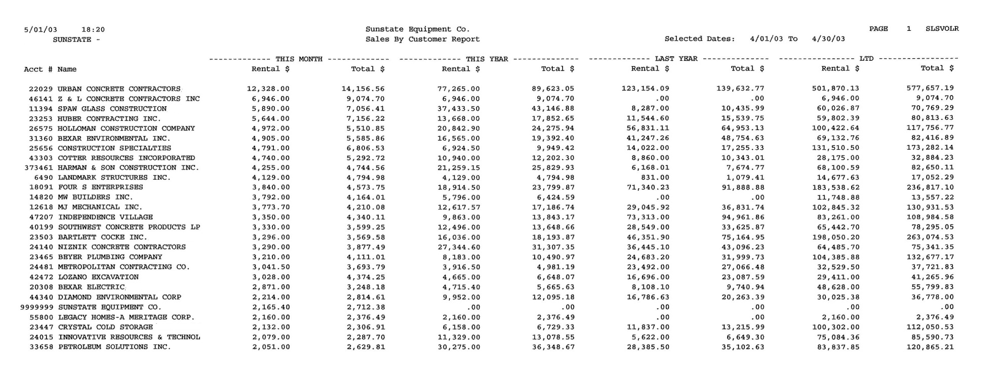 5/01/03 18:20 Sunstate Equipment Co. PAGE 1 SLSVOLR
SUNSTATE - Sales By Customer Report Selected Dates: 4/01/03 To 4/30/03
------------- THIS MONTH ------------- ------------- THIS YEAR -------------- ------------- LAST YEAR -------------- ---------------- LTD -----------------
Acct # Name Rental $ Total $ Rental $ Total $ Rental $ Total $ Rental $ Total $
22029 URBAN CONCRETE CONTRACTORS 12,328.00 14,156.56 77,265.00 89,623.05 123,154.09 139,632.77 501,870.13 577,657.19
46141 Z & L CONCRETE CONTRACTORS INC 6,946.00 9,074.70 6,946.00 9,074.70 .00 .00 6,946.00 9,074.70
11394 SPAW GLASS CONSTRUCTION 5,890.00 7,056.41 37,433.50 43,146.88 8,287.00 10,435.99 60,026.87 70,769.29
23253 HUBER CONTRACTING INC. 5,644.00 7,156.22 13,668.00 17,852.65 11,544.60 15,539.75 59,802.39 80,813.63
26575 HOLLOMAN CONSTRUCTION COMPANY 4,972.00 5,510.85 20,842.90 24,275.94 56,831.11 64,953.13 100,422.64 117,756.77
31360 BEXAR ENVIRONMENTAL INC. 4,905.00 5,585.86 16,565.00 19,392.40 41,247.26 48,754.63 69,132.76 82,416.89
25656 CONSTRUCTION SPECIALTIES 4,791.00 6,806.53 6,924.50 9,949.42 14,022.00 17,255.33 131,510.50 173,282.14
43303 COTTER RESOURCES INCORPORATED 4,740.00 5,292.72 10,940.00 12,202.30 8,860.00 10,343.01 28,175.00 32,884.23
373461 HARMAN & SON CONSTRUCTION INC. 4,255.00 4,744.56 21,259.15 25,829.93 6,168.01 7,674.77 68,100.59 82,650.11
6490 LANDMARK STRUCTURES INC. 4,129.00 4,794.98 4,129.00 4,794.98 831.00 1,079.41 14,677.63 17,052.29
18091 FOUR S ENTERPRISES 3,840.00 4,573.75 18,914.50 23,799.87 71,340.23 91,888.88 183,538.62 236,817.10
14820 MW BUILDERS INC. 3,792.00 4,164.01 5,796.00 6,424.59 .00 .00 11,748.88 13,557.22
12618 MJ MECHANICAL INC. 3,773.70 4,210.08 12,617.57 17,186.74 29,045.92 36,831.74 102,845.32 130,931.53
47207 INDEPENDENCE VILLAGE 3,350.00 4,340.11 9,863.00 13,843.17 73,313.00 94,961.86 83,261.00 108,984.58
40199 SOUTHWEST CONCRETE PRODUCTS LP 3,330.00 3,599.25 12,496.00 13,648.66 28,549.00 33,625.87 65,442.70 78,295.05
23503 BARTLETT COCKE INC. 3,296.00 3,569.58 16,036.00 18,193.87 46,351.90 75,164.95 198,050.20 263,074.53
24140 NIZNIK CONCRETE CONTRACTORS 3,290.00 3,877.49 27,344.60 31,307.35 36,445.10 43,096.23 64,485.70 75,341.35
23465 BEYER PLUMBING COMPANY 3,210.00 4,111.01 8,183.00 10,490.97 24,683.20 31,999.73 104,385.88 132,677.17
24481 METROPOLITAN CONTRACTING CO. 3,041.50 3,693.79 3,916.50 4,981.19 23,492.00 27,066.48 32,529.50 37,721.83
42472 LOZANO EXCAVATION 3,028.00 4,374.25 4,665.00 6,648.07 16,696.00 23,087.59 29,411.00 41,265.96
20308 BEXAR ELECTRIC 2,871.00 3,248.18 4,715.40 5,665.63 8,108.10 9,740.94 48,628.00 55,799.83
44340 DIAMOND ENVIRONMENTAL CORP 2,214.00 2,814.61 9,952.00 12,095.18 16,786.63 20,263.39 30,025.38 36,778.00
9999999 SUNSTATE EQUIPMENT CO. 2,165.40 2,712.38 .00 .00 .00 .00 .00 .00
55800 LEGACY HOMES-A MERITAGE CORP. 2,160.00 2,376.49 2,160.00 2,376.49 .00 .00 2,160.00 2,376.49
23447 CRYSTAL COLD STORAGE 2,132.00 2,306.91 6,158.00 6,729.33 11,837.00 13,215.99 100,302.00 112,050.53
24015 INNOVATIVE RESOURCES & TECHNOL 2,079.00 2,287.70 11,329.00 13,078.55 5,622.00 6,649.30 75,084.36 85,590.73
33658 PETROLEUM SOLUTIONS INC. 2,051.00 2,629.81 30,275.00 36,348.67 28,385.50 35,102.63 83,837.85 120,865.21